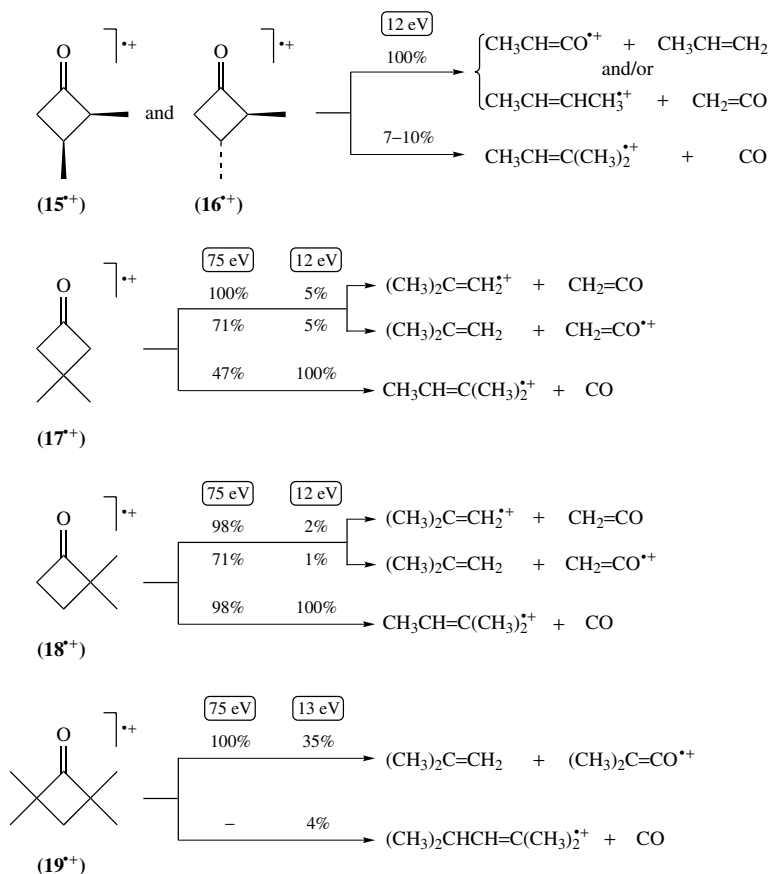 O ]•+ O ]•+ 12 eV
100% CH3CH=CO•+ + CH3CH=CH2
and and/or
CH3CH=CHCH3•+ + CH2=CO
7–10% CH3CH=C(CH3)2•+ + CO
(15•+) (16•+)
O ]•+ 75 eV 12 eV
100% 5% (CH3)2C=CH2•+ + CH2=CO
71% 5% (CH3)2C=CH2 + CH2=CO•+
47% 100% CH3CH=C(CH3)2•+ + CO
(17•+)
O ]•+ 75 eV 12 eV
98% 2% (CH3)2C=CH2•+ + CH2=CO
71% 1% (CH3)2C=CH2 + CH2=CO•+
98% 100% CH3CH=C(CH3)2•+ + CO
(18•+)
O ]•+ 75 eV 13 eV
100% 35% (CH3)2C=CH2 + (CH3)2C=CO•+
– 4% (CH3)2CHCH=C(CH3)2•+ + CO
(19•+)